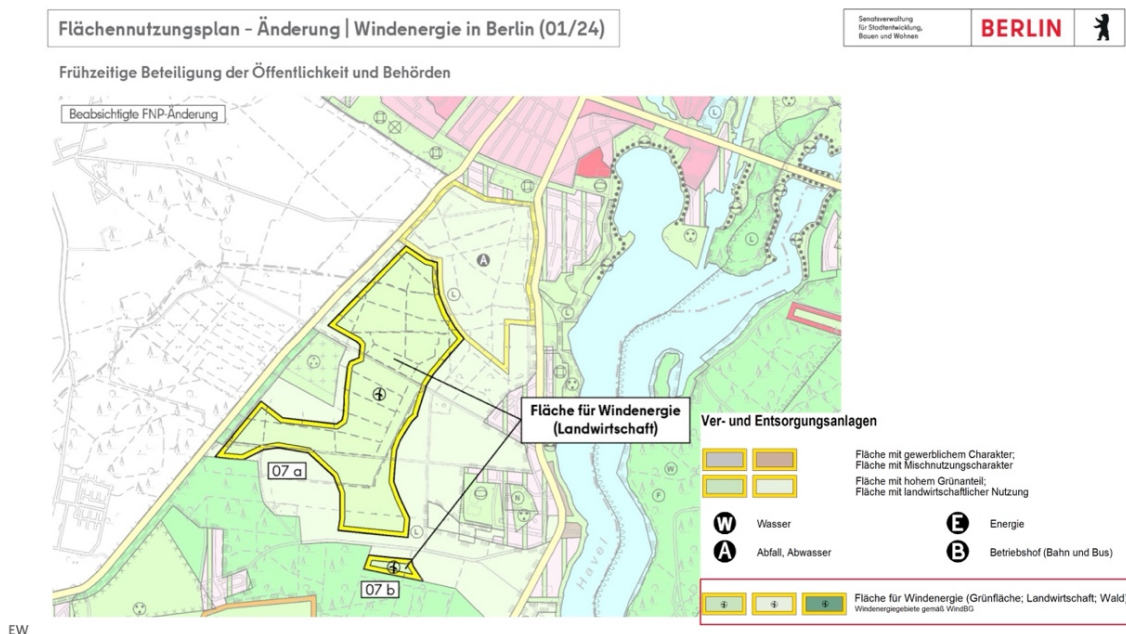 Flächennutzungsplan - Änderung | Windenergie in Berlin (01/24)
Senatsverwaltung
für Stadtentwicklung,
Bauen und Wohnen
BERLIN
Frühzeitige Beteiligung der Öffentlichkeit und Behörden
Beabsichtigte FNP-Änderung
L
L
A
L
L
Fläche für Windenergie
(Landwirtschaft)
07 a
W
N
F
L
Havel
07 b
Ver- und Entsorgungsanlagen
Fläche mit gewerblichem Charakter;
Fläche mit Mischnutzungscharakter
Fläche mit hohem Grünanteil;
Fläche mit landwirtschaftlicher Nutzung
W Wasser
E Energie
A Abfall, Abwasser
B Betriebshof (Bahn und Bus)
Fläche für Windenergie (Grünfläche; Landwirtschaft; Wald)
Windenergiegebiete gemäß WindBG
EW